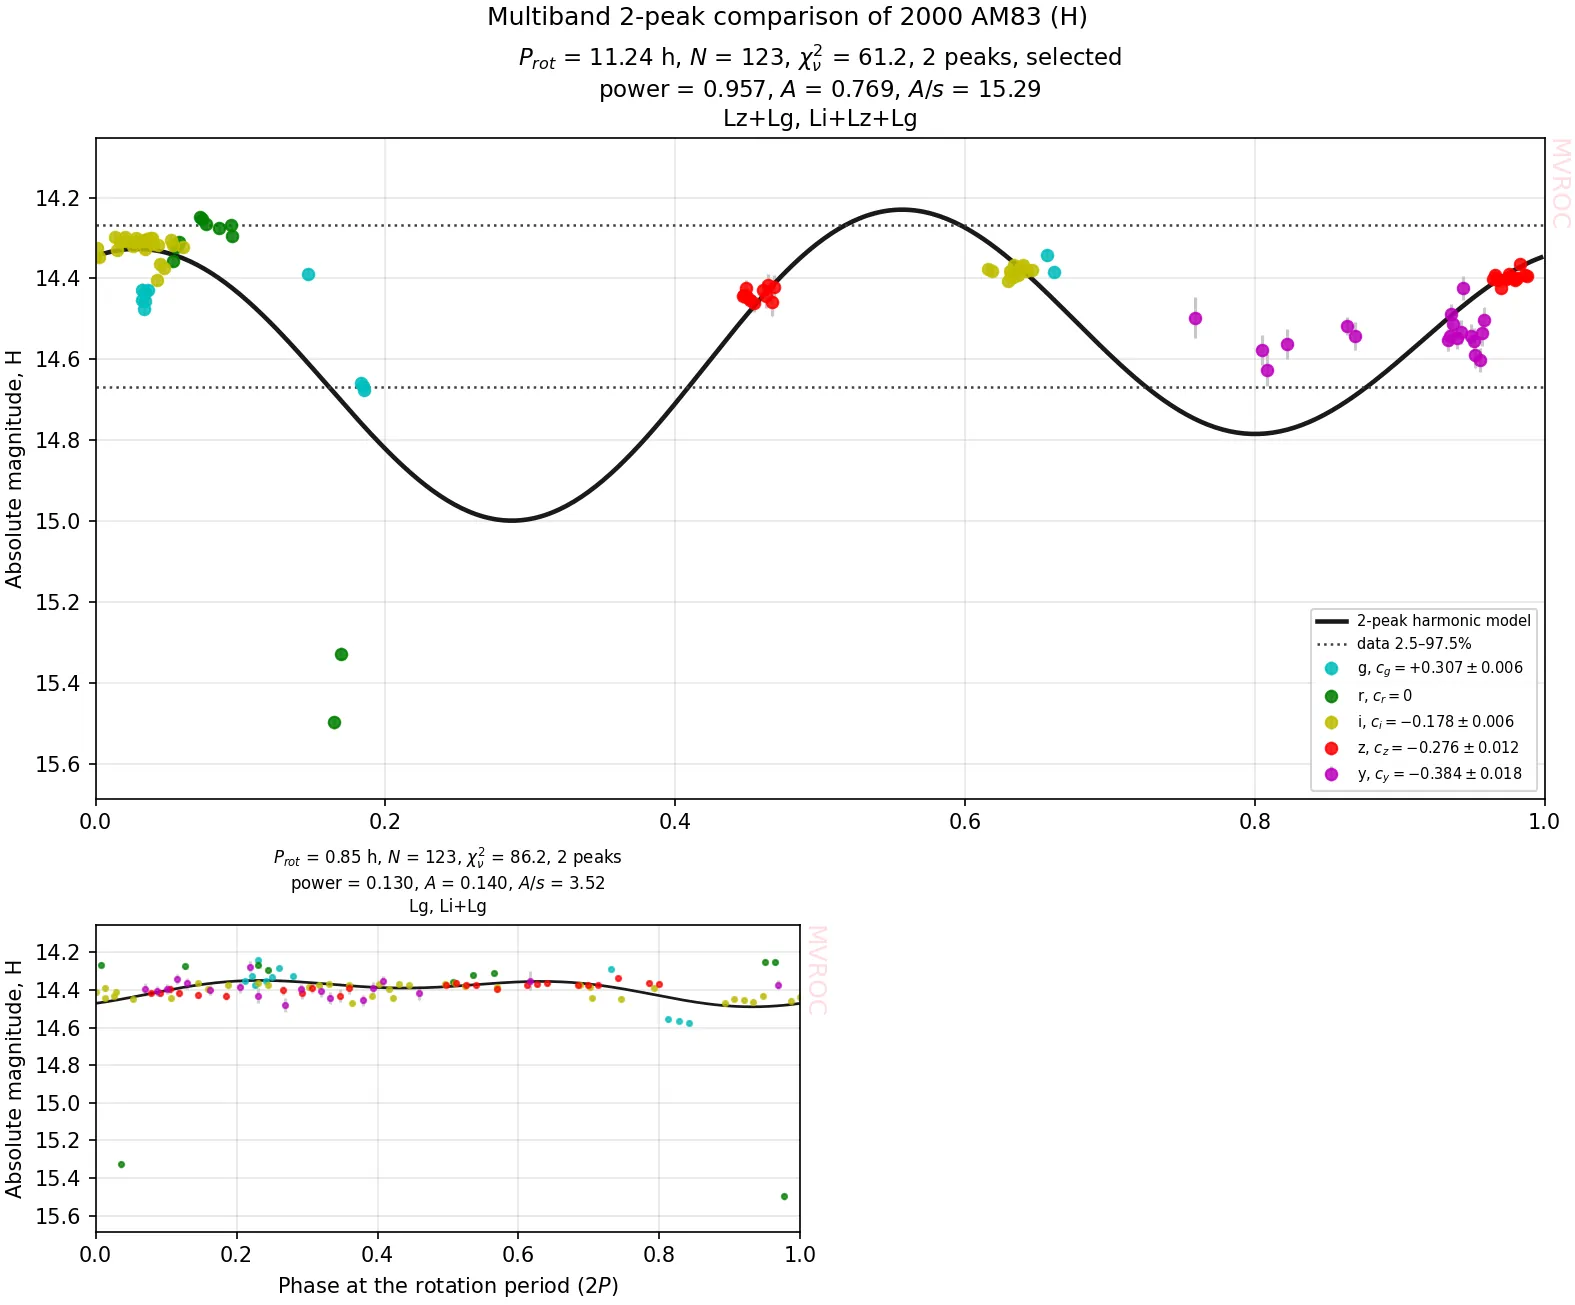 Multiband 2-peak comparison of 2000 AM83 (H)
P_rot = 11.24 h, N = 123, χ²_ν = 61.2, 2 peaks, selected
power = 0.957, A = 0.769, A/s = 15.29
Lz+Lg, Li+Lz+Lg
MVROC
Absolute magnitude, H
14.2
14.4
14.6
14.8
15.0
15.2
15.4
15.6
2-peak harmonic model
data 2.5–97.5%
g, c_g = +0.307 ± 0.006
r, c_r = 0
i, c_i = −0.178 ± 0.006
z, c_z = −0.276 ± 0.012
y, c_y = −0.384 ± 0.018
0.0 0.2 0.4 0.6 0.8 1.0
P_rot = 0.85 h, N = 123, χ²_ν = 86.2, 2 peaks
power = 0.130, A = 0.140, A/s = 3.52
Lg, Li+Lg
MVROC
Absolute magnitude, H
14.2
14.4
14.6
14.8
15.0
15.2
15.4
15.6
0.0 0.2 0.4 0.6 0.8 1.0
Phase at the rotation period (2P)